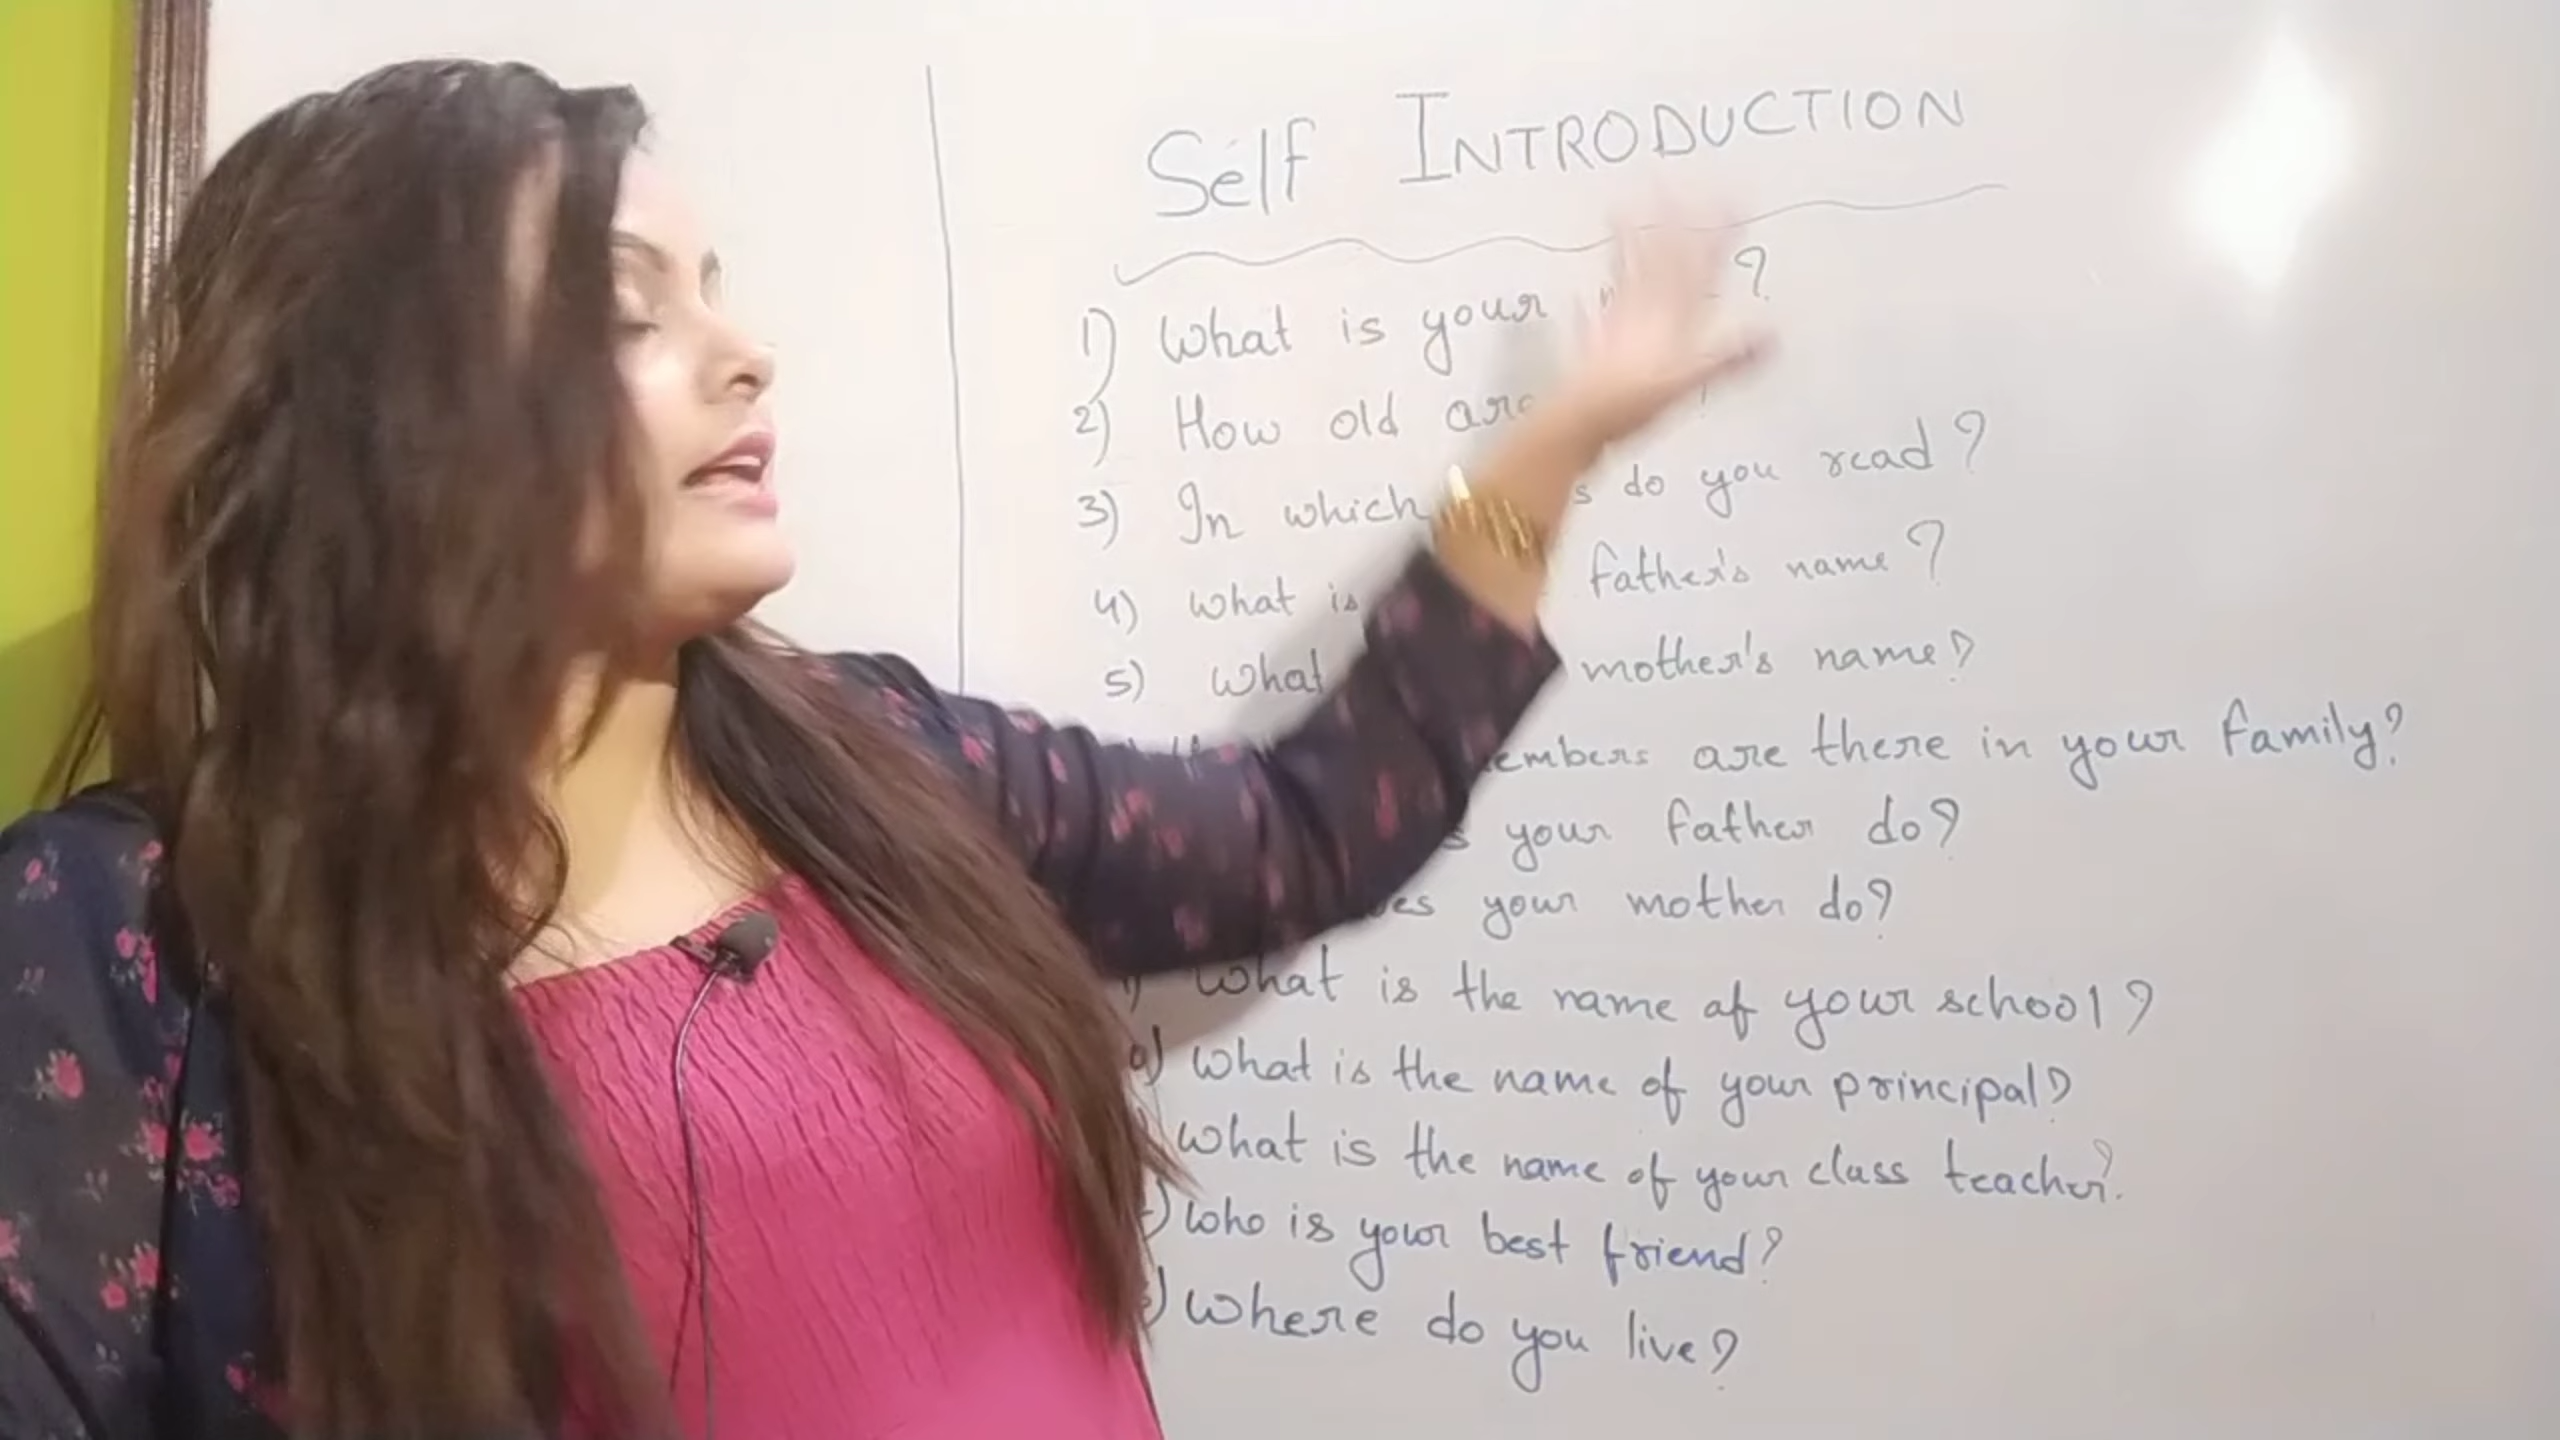 Self INTRODUCTION
1) What is your ?
2) How old are
3) In which do you read?
4) what is father's name?
5) what mother's name?
are there in your family?
your father do?
your mother do?
what is the name of your school?
what is the name of your principal?
what is the name of your class teacher?
who is your best friend?
where do you live?